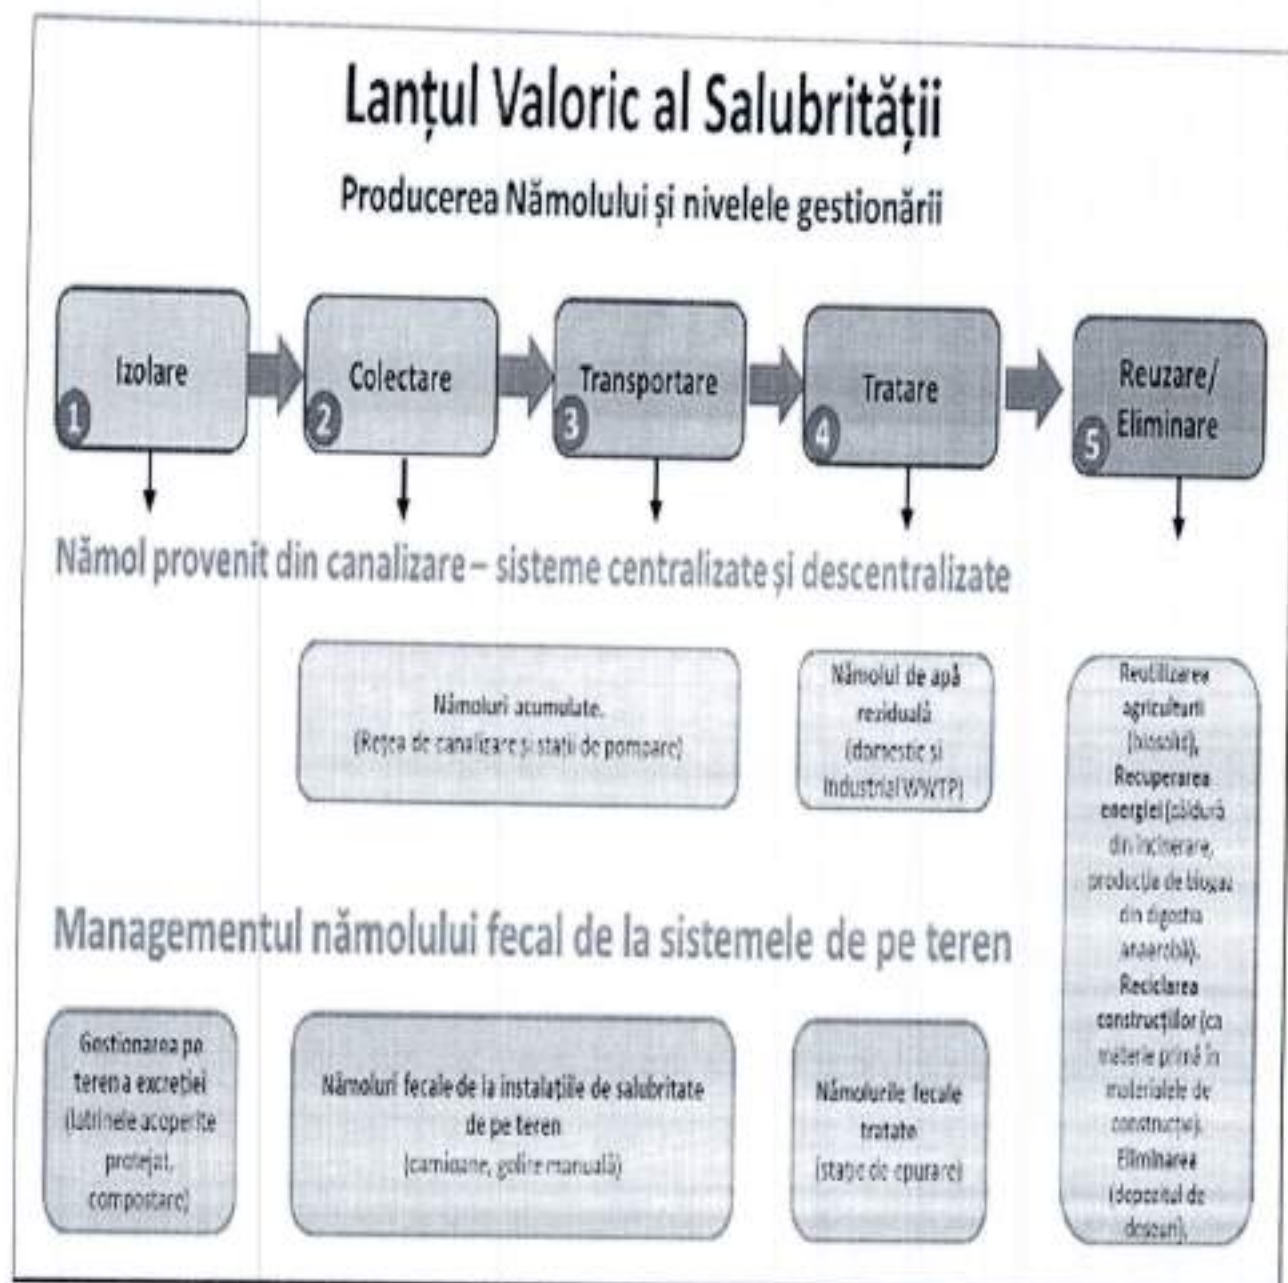 Lanțul Valoric al Salubrității
Producerea Nămolului și nivelele gestionării
Izolare
1
Colectare
2
Transportare
3
Tratare
4
Reuzare/
Eliminare
5
Nămol provenit din canalizare – sisteme centralizate și descentralizate
Nămoluri acumulate.
(Rețea de canalizare și stații de pompare)
Nămolul de apă
reziduală
(domestic și
Industrial WWTP)
Reutilizarea
agriculturii
(biosolid),
Recuperarea
energiei (căldură
din incinerare,
producția de biogaz
din digestia
anaerobă),
Reciclarea
construcțiilor (ca
materie primă în
materialele de
construcție),
Eliminarea
(depozitul de
deșeuri),
Managementul nămolului fecal de la sistemele de pe teren
Gestionarea pe
teren a excreției
(latrinele acoperite
protejat,
compostare)
Nămoluri fecale de la instalațiile de salubritate
de pe teren
(camioane, golire manuală)
Nămolurile fecale
tratate
(stație de epurare)